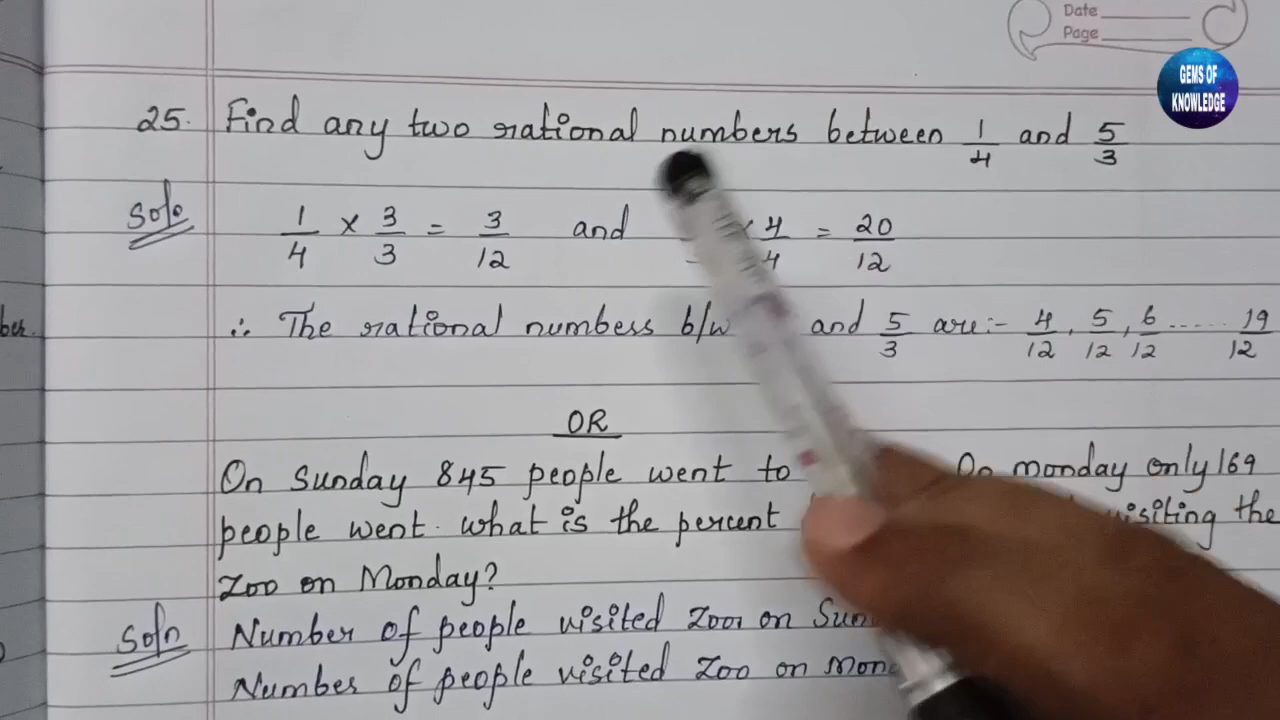 Date
Page
GEMS OF
KNOWLEDGE
25. Find any two rational numbers between 1/4 and 5/3
Soln 1/4 × 3/3 = 3/12 and × 4/4 = 20/12
∴ The rational numbers b/w and 5/3 are:- 4/12, 5/12, 6/12 ..... 19/12
ber.
OR
On Sunday 845 people went to On monday only 169
people went. what is the percent visiting the
Zoo on Monday?
Soln Number of people visited Zoo on Sun
Number of people visited Zoo on mon